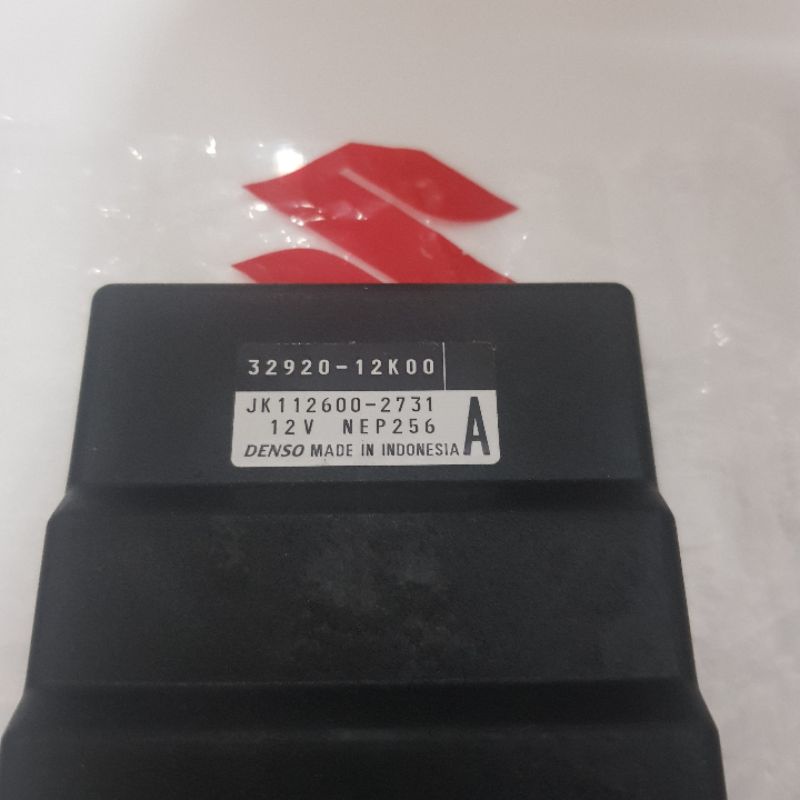 32920-12K00
JK112600-2731
12V NEP256
A
DENSO MADE IN INDONESIA